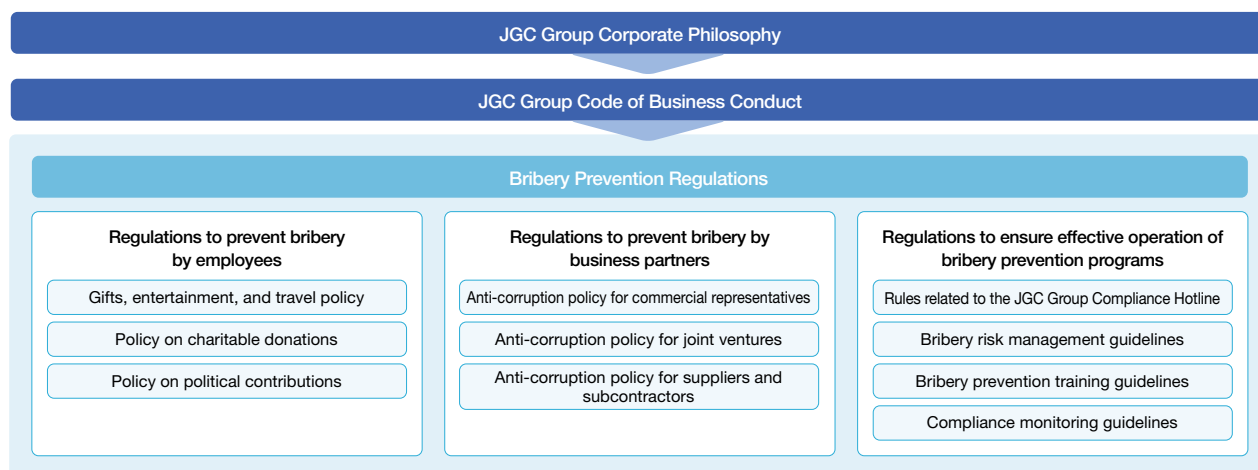 JGC Group Corporate Philosophy
JGC Group Code of Business Conduct
Bribery Prevention Regulations
Regulations to prevent bribery
by employees
Gifts, entertainment, and travel policy
Policy on charitable donations
Policy on political contributions
Regulations to prevent bribery by
business partners
Anti-corruption policy for commercial representatives
Anti-corruption policy for joint ventures
Anti-corruption policy for suppliers and
subcontractors
Regulations to ensure effective operation of
bribery prevention programs
Rules related to the JGC Group Compliance Hotline
Bribery risk management guidelines
Bribery prevention training guidelines
Compliance monitoring guidelines